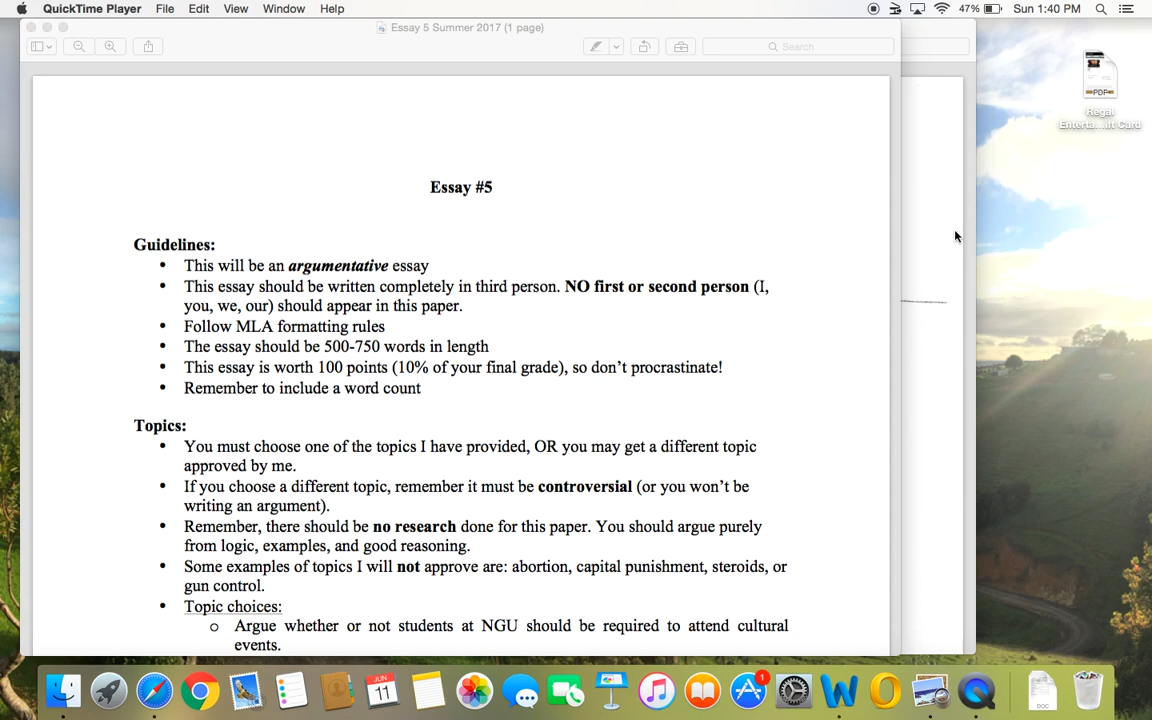 QuickTime Player File Edit View Window Help 47% Sun 1:40 PM
Essay 5 Summer 2017 (1 page)
Search
PDF
Regal
Enterta...ift Card
Essay #5
Guidelines:
• This will be an argumentative essay
• This essay should be written completely in third person. NO first or second person (I,
you, we, our) should appear in this paper.
• Follow MLA formatting rules
• The essay should be 500-750 words in length
• This essay is worth 100 points (10% of your final grade), so don't procrastinate!
• Remember to include a word count
Topics:
• You must choose one of the topics I have provided, OR you may get a different topic
approved by me.
• If you choose a different topic, remember it must be controversial (or you won't be
writing an argument).
• Remember, there should be no research done for this paper. You should argue purely
from logic, examples, and good reasoning.
• Some examples of topics I will not approve are: abortion, capital punishment, steroids, or
gun control.
• Topic choices:
o Argue whether or not students at NGU should be required to attend cultural
events.
JUN
11
1
DOC